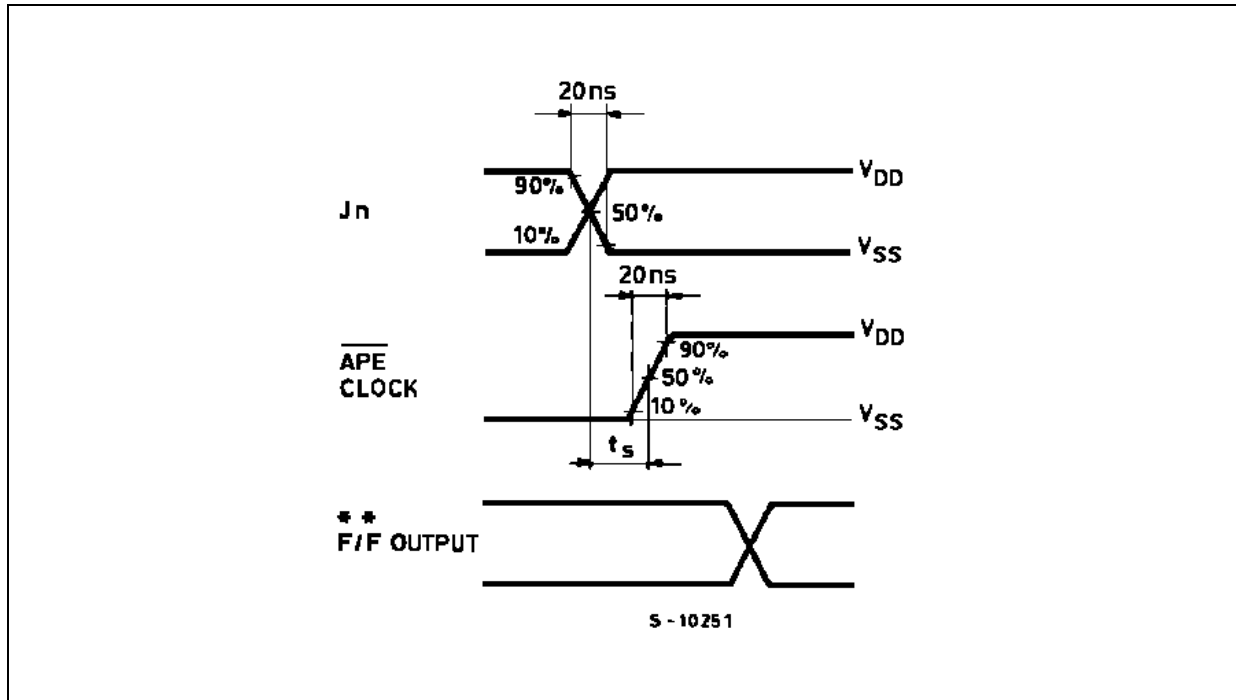 20ns
V_DD
90%
Jn
50%
10%
V_SS
20ns
V_DD
90%
APE
CLOCK
50%
10%
V_SS
t_s
* *
F/F OUTPUT
S-10251